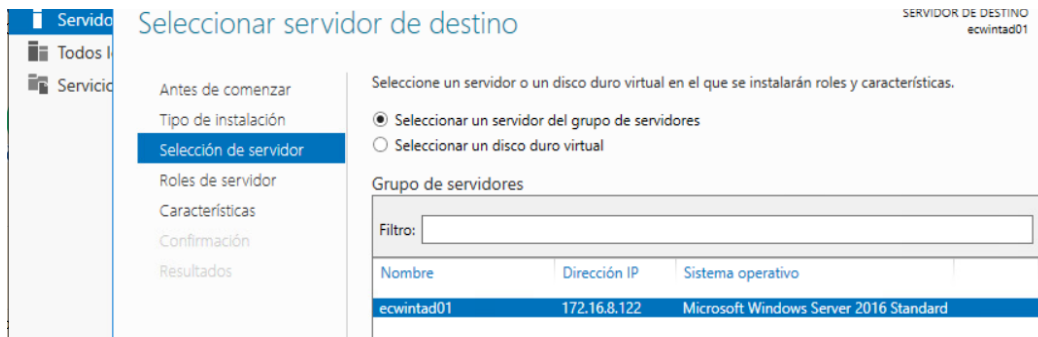 Servido
Todos l
Servicio
Seleccionar servidor de destino
SERVIDOR DE DESTINO
ecwintad01
Antes de comenzar
Tipo de instalación
Selección de servidor
Roles de servidor
Características
Confirmación
Resultados
Seleccione un servidor o un disco duro virtual en el que se instalarán roles y características.
Seleccionar un servidor del grupo de servidores
Seleccionar un disco duro virtual
Grupo de servidores
Filtro:
Nombre Dirección IP Sistema operativo
ecwintad01 172.16.8.122 Microsoft Windows Server 2016 Standard